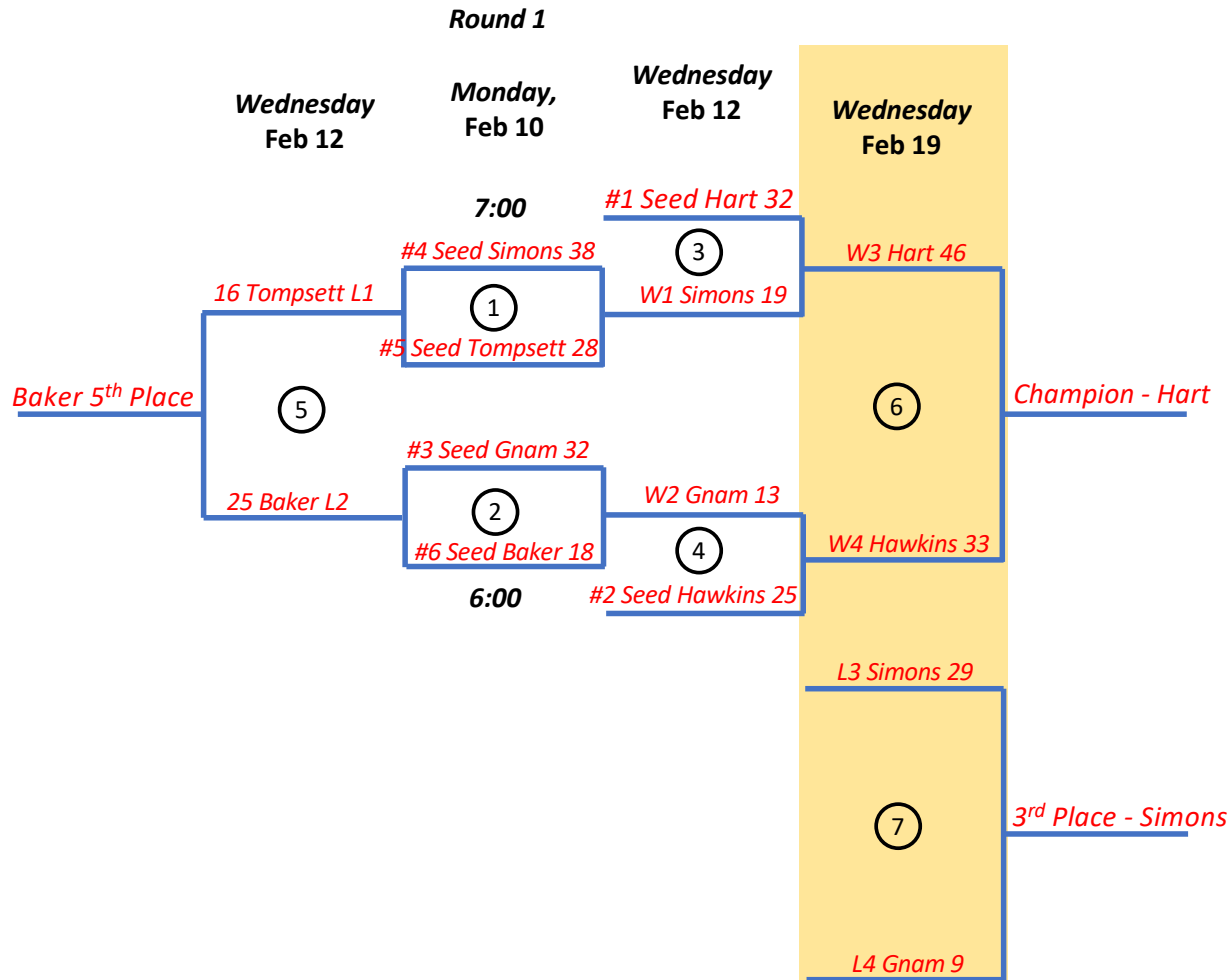 Round 1
Wednesday
Feb 12
Monday,
Feb 10
Wednesday
Feb 12
Wednesday
Feb 19
7:00
#1 Seed Hart 32
#4 Seed Simons 38
3
W3 Hart 46
16 Tompsett L1
1
W1 Simons 19
#5 Seed Tompsett 28
Baker 5th Place
5
6
Champion - Hart
#3 Seed Gnam 32
25 Baker L2
2
W2 Gnam 13
#6 Seed Baker 18
4
W4 Hawkins 33
6:00
#2 Seed Hawkins 25
L3 Simons 29
7
3rd Place - Simons
L4 Gnam 9